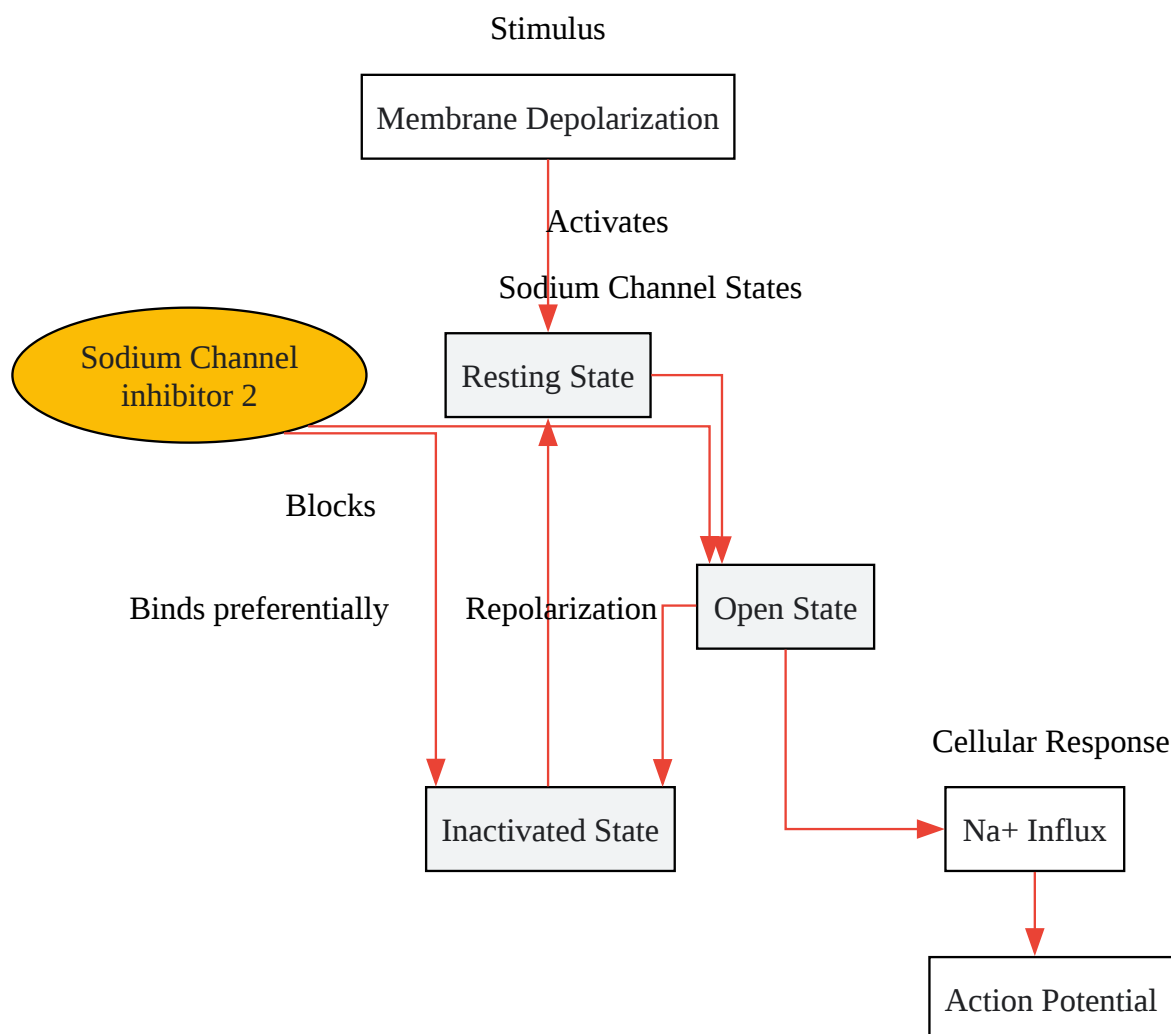 Stimulus
Membrane Depolarization
Activates
Sodium Channel States
Sodium Channel
inhibitor 2
Resting State
Blocks
Binds preferentially
Repolarization
Open State
Cellular Response
Inactivated State
Na+ Influx
Action Potential